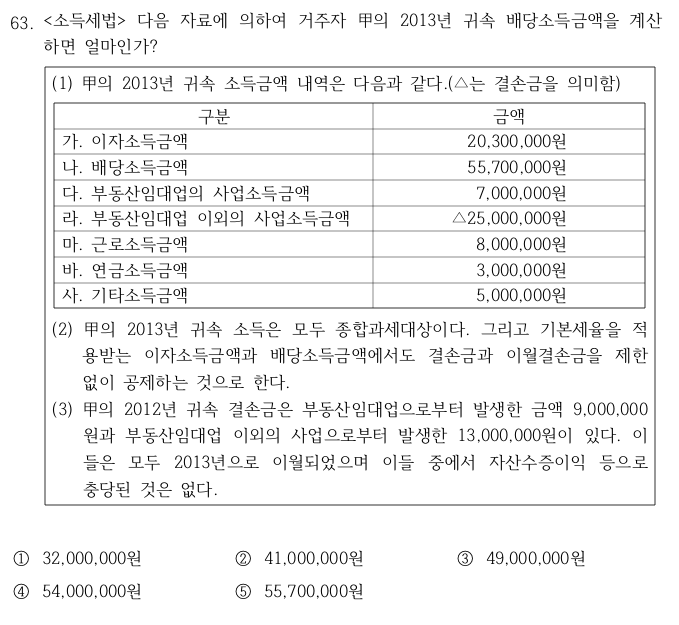 63. <소득세법> 다음 자료에 의하여 거주자 甲의 2013년 귀속 배당소득금액을 계산
하면 얼마인가?
(1) 甲의 2013년 귀속 소득금액 내역은 다음과 같다.(△는 결손금을 의미함)
구분 금액
가. 이자소득금액 20,300,000원
나. 배당소득금액 55,700,000원
다. 부동산임대업의 사업소득금액 7,000,000원
라. 부동산임대업 이외의 사업소득금액 △25,000,000원
마. 근로소득금액 8,000,000원
바. 연금소득금액 3,000,000원
사. 기타소득금액 5,000,000원
(2) 甲의 2013년 귀속 소득은 모두 종합과세대상이다. 그리고 기본세율을 적
용받는 이자소득금액과 배당소득금액에서도 결손금과 이월결손금을 제한
없이 공제하는 것으로 한다.
(3) 甲의 2012년 귀속 결손금은 부동산임대업으로부터 발생한 금액 9,000,000
원과 부동산임대업 이외의 사업으로부터 발생한 13,000,000원이 있다. 이
들은 모두 2013년으로 이월되었으며 이들 중에서 자산수증이익 등으로
충당된 것은 없다.
① 32,000,000원 ② 41,000,000원 ③ 49,000,000원
④ 54,000,000원 ⑤ 55,700,000원